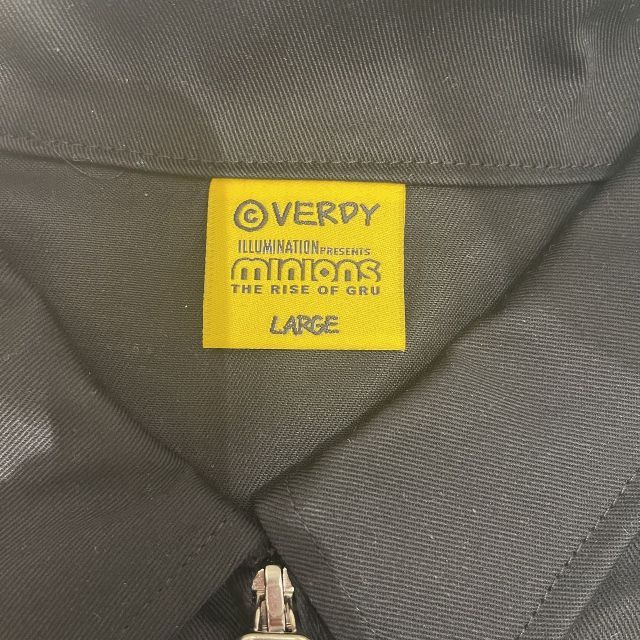 © VERDY
ILLUMINATION PRESENTS
minions
THE RISE OF GRU
LARGE